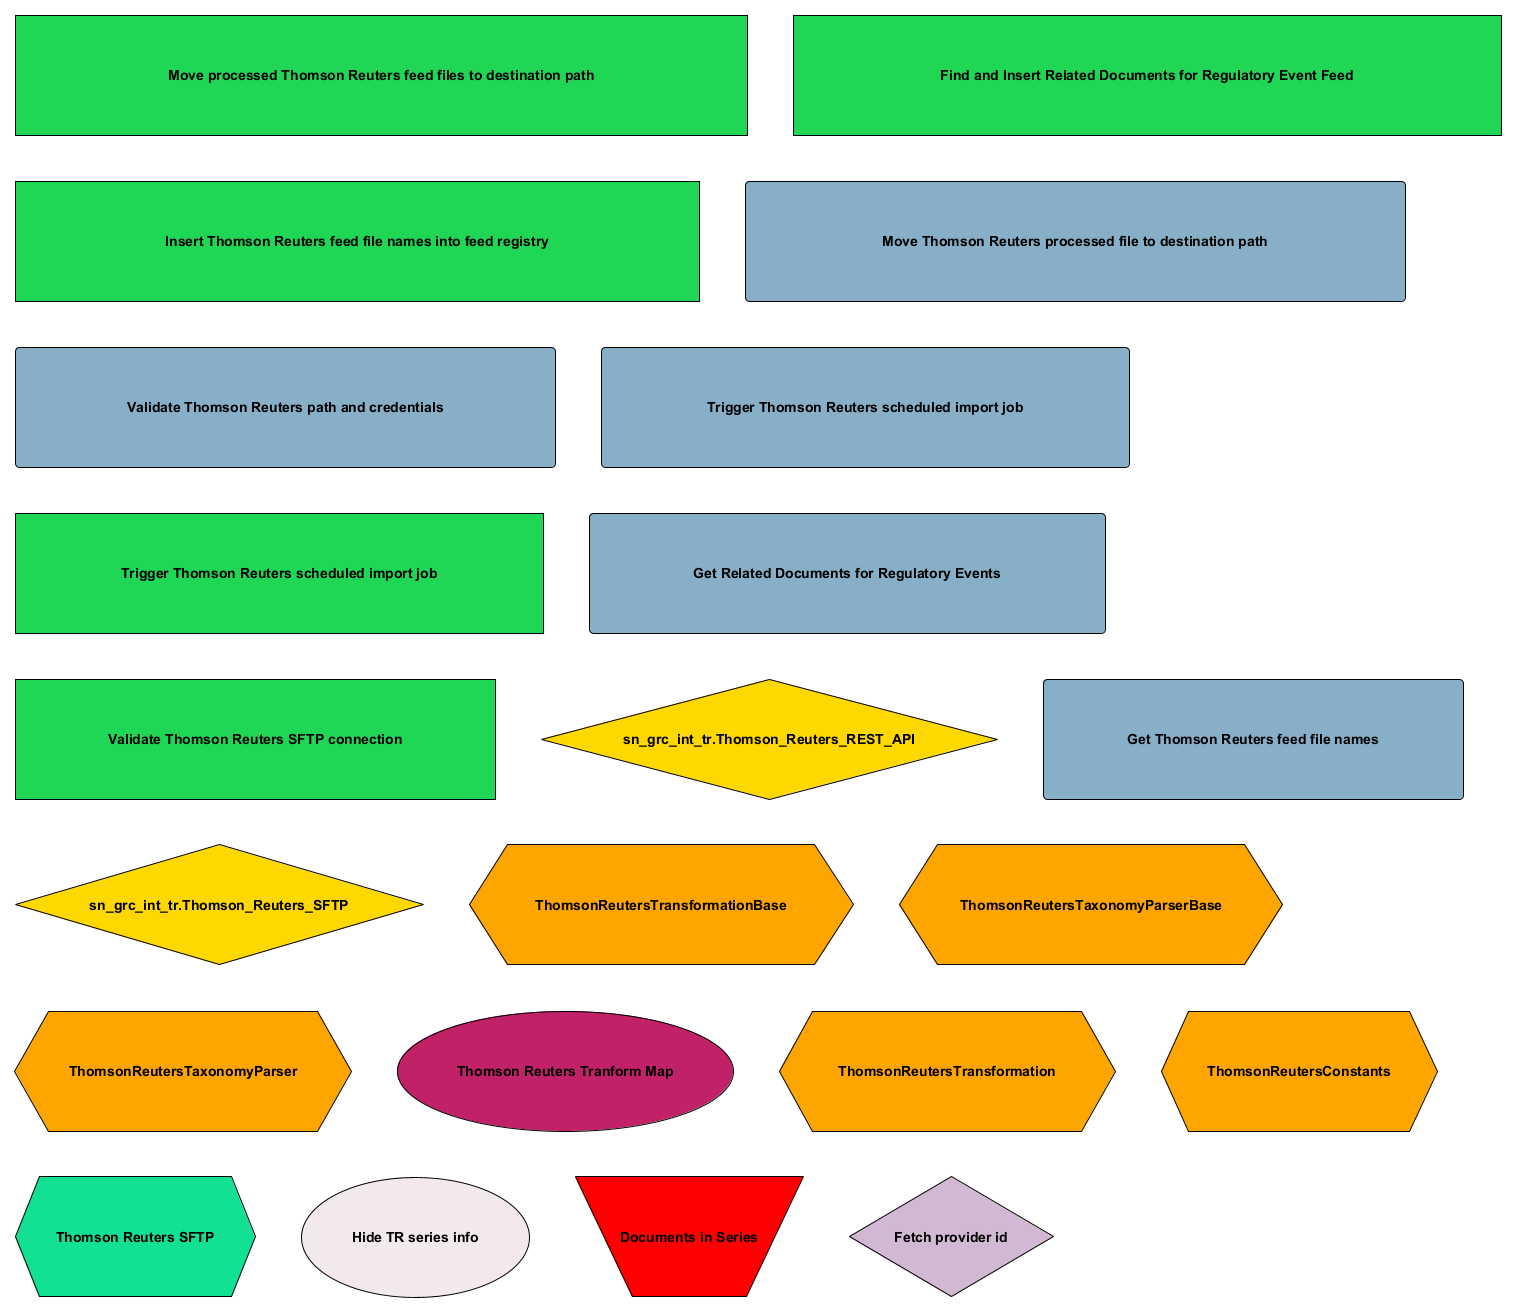 Move processed Thomson Reuters feed files to destination path
Find and Insert Related Documents for Regulatory Event Feed
Insert Thomson Reuters feed file names into feed registry
Move Thomson Reuters processed file to destination path
Validate Thomson Reuters path and credentials
Trigger Thomson Reuters scheduled import job
Trigger Thomson Reuters scheduled import job
Get Related Documents for Regulatory Events
Validate Thomson Reuters SFTP connection
sn_grc_int_tr.Thomson_Reuters_REST_API
Get Thomson Reuters feed file names
sn_grc_int_tr.Thomson_Reuters_SFTP
ThomsonReutersTransformationBase
ThomsonReutersTaxonomyParserBase
ThomsonReutersTaxonomyParser
Thomson Reuters Tranform Map
ThomsonReutersTransformation
ThomsonReutersConstants
Thomson Reuters SFTP
Hide TR series info
Documents in Series
Fetch provider id